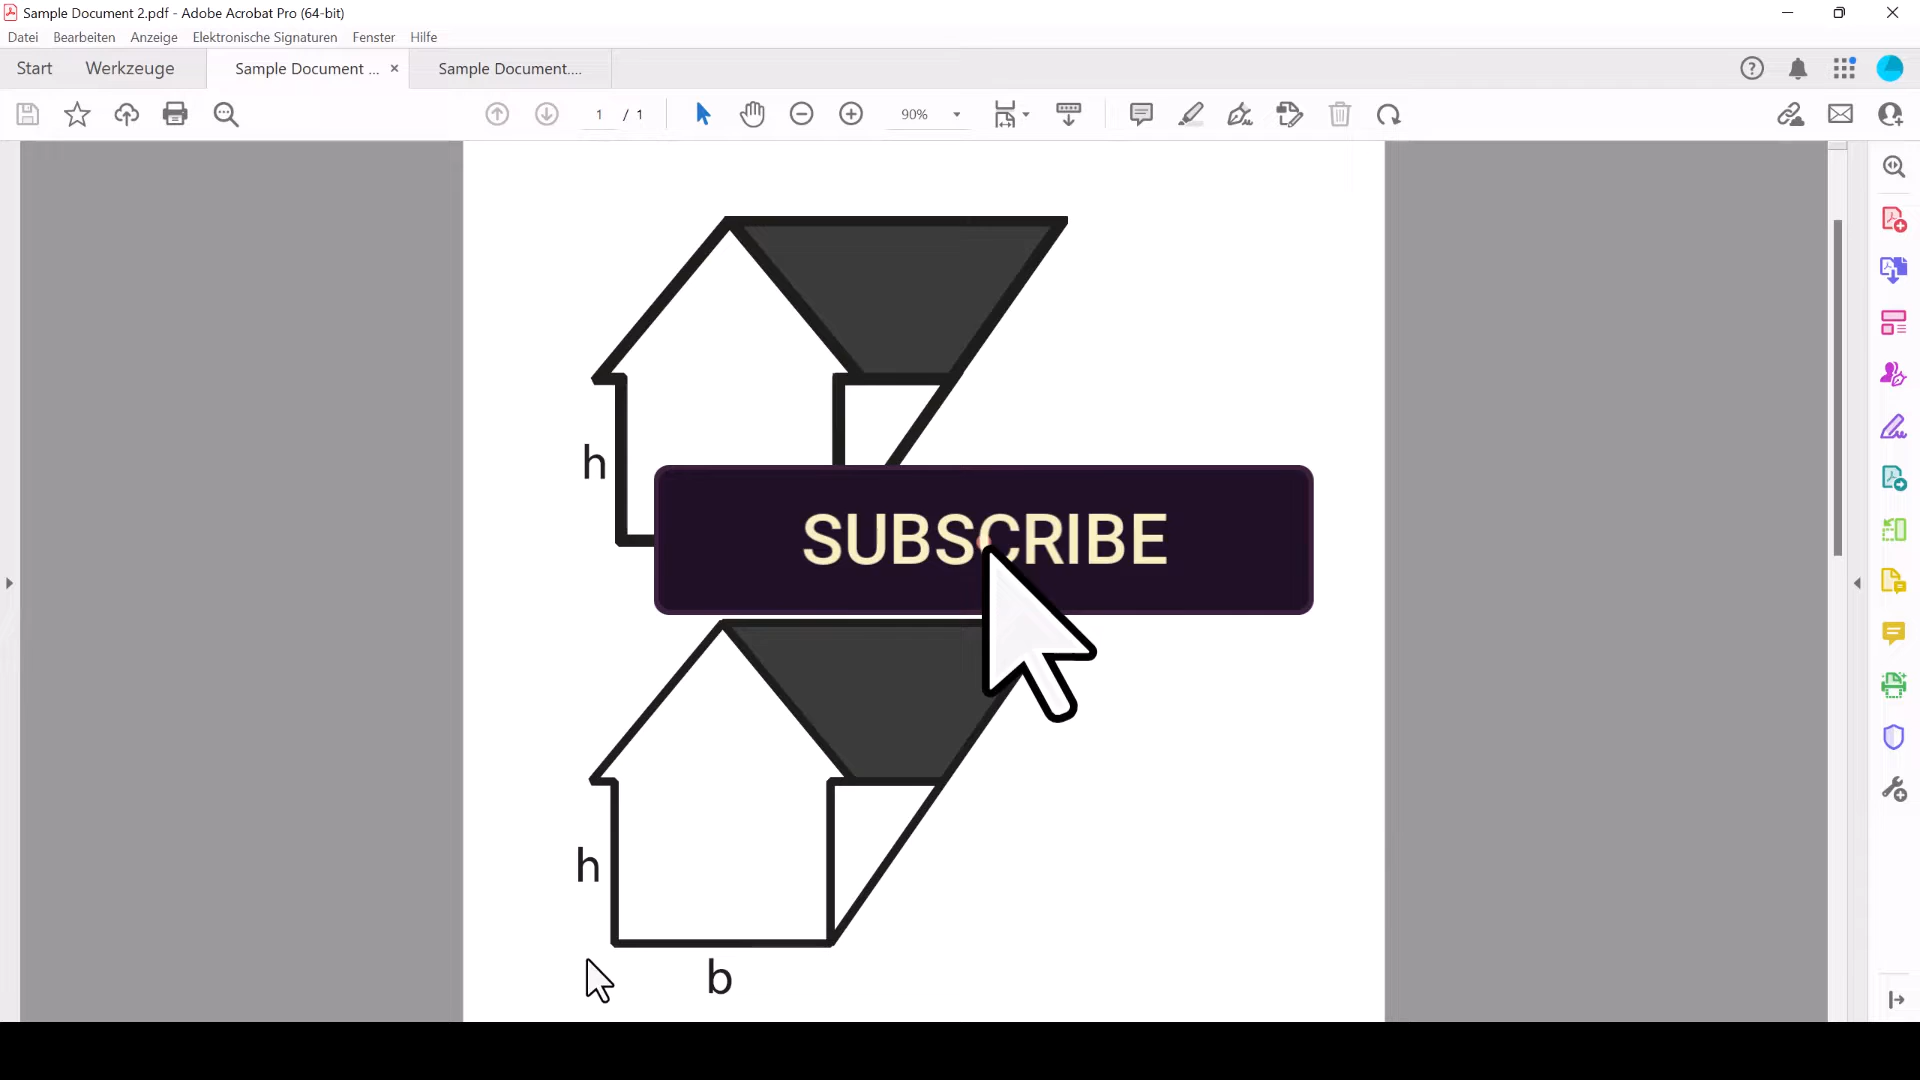 Sample Document 2.pdf - Adobe Acrobat Pro (64-bit)
Datei Bearbeiten Anzeige Elektronische Signaturen Fenster Hilfe
Start Werkzeuge Sample Document ... Sample Document....
1 / 1 90%
h
SUBSCRIBE
h
b